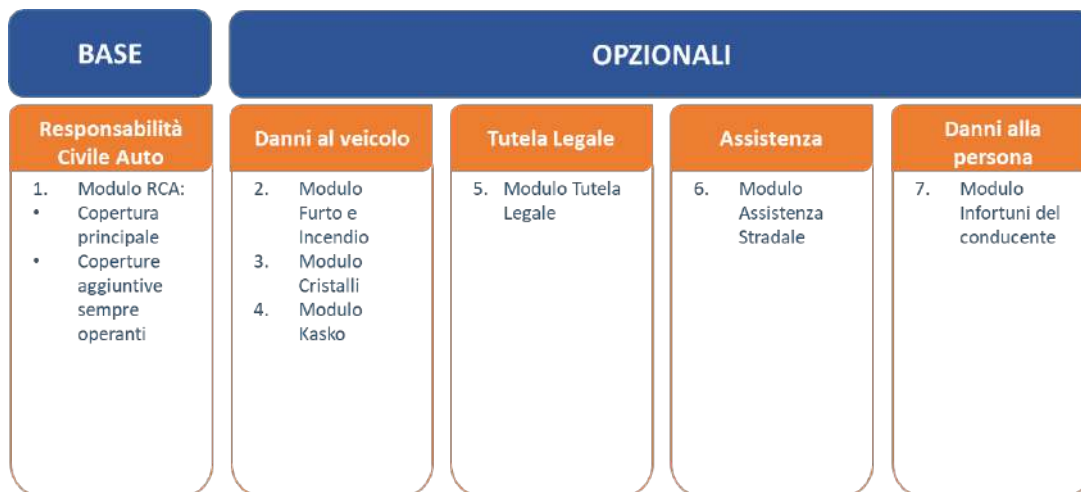 BASE
OPZIONALI
Responsabilità
Civile Auto
1. Modulo RCA:
• Copertura
principale
• Coperture
aggiuntive
sempre
operanti
Danni al veicolo
2. Modulo
Furto e
Incendio
3. Modulo
Cristalli
4. Modulo
Kasko
Tutela Legale
5. Modulo Tutela
Legale
Assistenza
6. Modulo
Assistenza
Stradale
Danni alla
persona
7. Modulo
Infortuni del
conducente